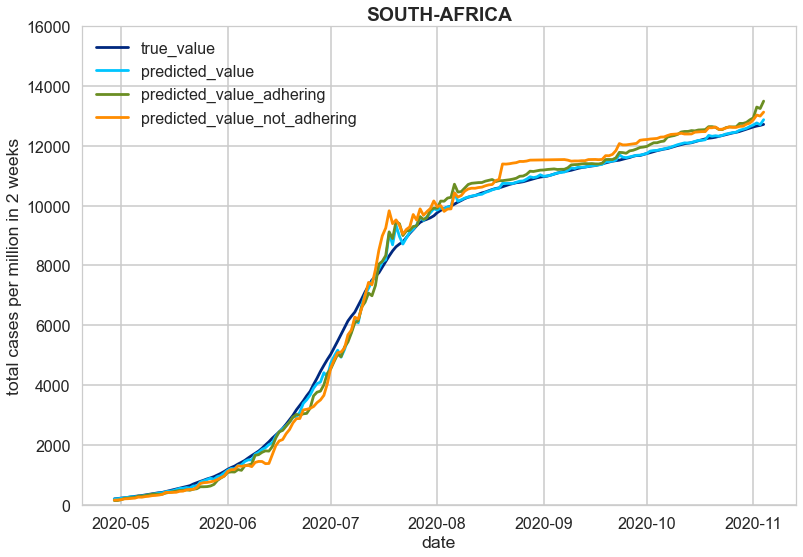 SOUTH-AFRICA
16000
14000
12000
10000
8000
6000
4000
2000
0
total cases per million in 2 weeks
true_value
predicted_value
predicted_value_adhering
predicted_value_not_adhering
2020-05 2020-06 2020-07 2020-08 2020-09 2020-10 2020-11
date